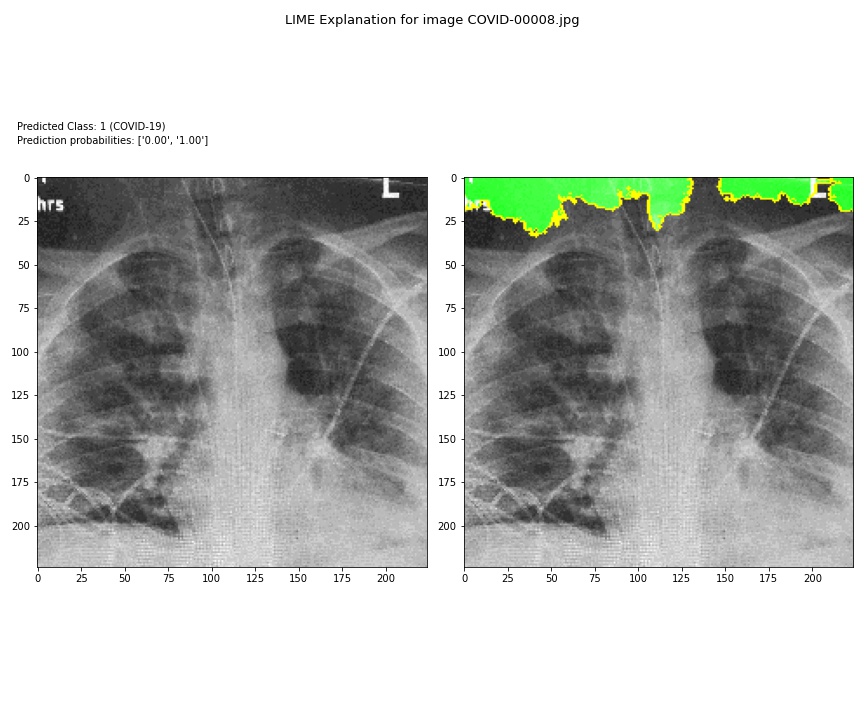 LIME Explanation for image COVID-00008.jpg
Predicted Class: 1 (COVID-19)
Prediction probabilities: ['0.00', '1.00']
0
25
50
75
100
125
150
175
200
0 25 50 75 100 125 150 175 200
hrs
L
0
25
50
75
100
125
150
175
200
0 25 50 75 100 125 150 175 200
hrs
L